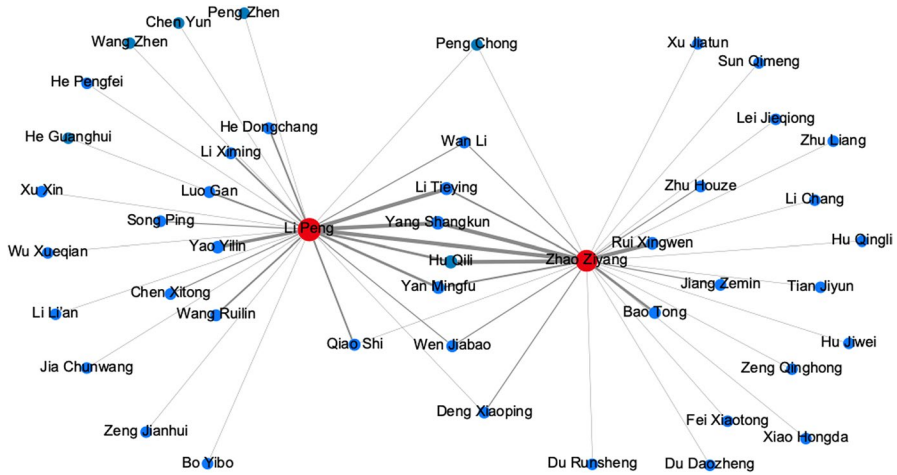 Peng Zhen
Chen Yun
Wang Zhen
Peng Chong
Xu Jiatun
Sun Qimeng
He Pengfei
Lei Jieqiong
He Dongchang
He Guanghui
Wan Li
Zhu Liang
Li Ximing
Li Tieying
Zhu Houze
Xu Xin
Luo Gan
Li Chang
Song Ping
Yang Shangkun
Li Peng
Hu Qingli
Rui Xingwen
Yao Yilin
Wu Xueqian
Hu Qili
Zhao Ziyang
Jiang Zemin
Tian Jiyun
Yan Mingfu
Chen Xitong
Li Li'an
Wang Ruilin
Bao Tong
Qiao Shi
Wen Jiabao
Hu Jiwei
Jia Chunwang
Zeng Qinghong
Deng Xiaoping
Fei Xiaotong
Zeng Jianhui
Xiao Hongda
Bo Yibo
Du Runsheng
Du Daozheng